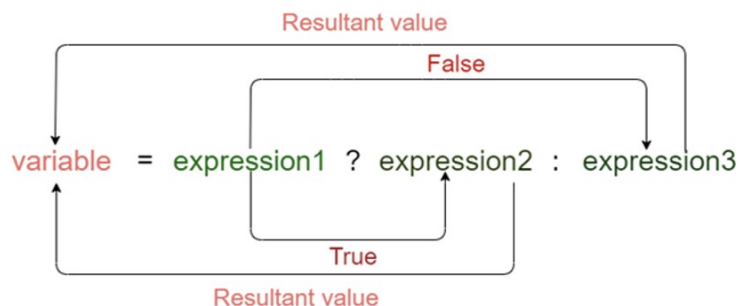 Resultant value
False
variable = expression1 ? expression2 : expression3
True
Resultant value